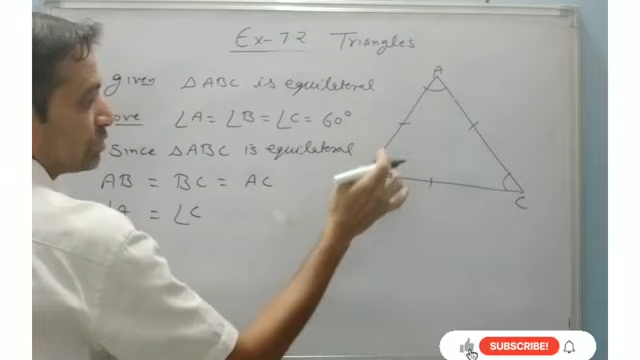 Ex-7.2 Triangles
given △ABC is equilateral
∠A = ∠B = ∠C = 60°
Since △ABC is equilateral
AB = BC = AC
∠A = ∠C
A
C
SUBSCRIBE!